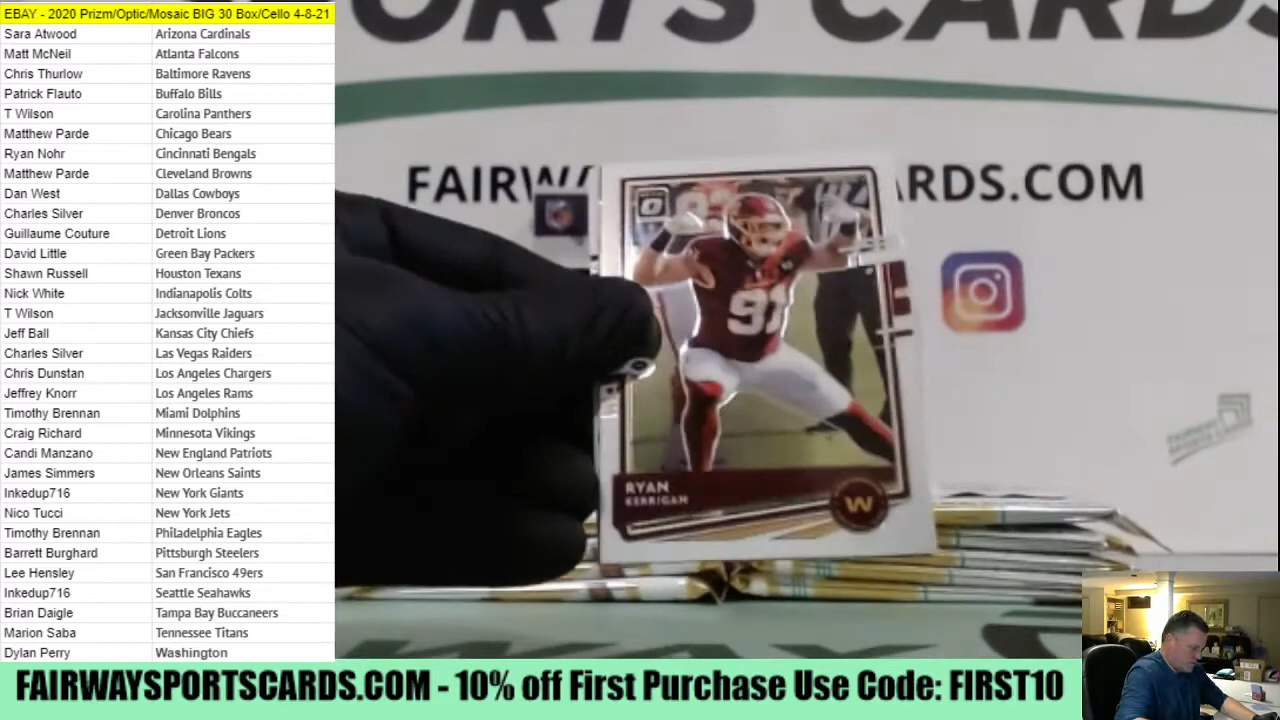 EBAY - 2020 Prizm/Optic/Mosaic BIG 30 Box/Cello 4-8-21
Sara Atwood Arizona Cardinals
Matt McNeil Atlanta Falcons
Chris Thurlow Baltimore Ravens
Patrick Flauto Buffalo Bills
T Wilson Carolina Panthers
Matthew Parde Chicago Bears
Ryan Nohr Cincinnati Bengals
Matthew Parde Cleveland Browns
Dan West Dallas Cowboys
Charles Silver Denver Broncos
Guillaume Couture Detroit Lions
David Little Green Bay Packers
Shawn Russell Houston Texans
Nick White Indianapolis Colts
T Wilson Jacksonville Jaguars
Jeff Ball Kansas City Chiefs
Charles Silver Las Vegas Raiders
Chris Dunstan Los Angeles Chargers
Jeffrey Knorr Los Angeles Rams
Timothy Brennan Miami Dolphins
Craig Richard Minnesota Vikings
Candi Manzano New England Patriots
James Simmers New Orleans Saints
Inkedup716 New York Giants
Nico Tucci New York Jets
Timothy Brennan Philadelphia Eagles
Barrett Burghard Pittsburgh Steelers
Lee Hensley San Francisco 49ers
Inkedup716 Seattle Seahawks
Brian Daigle Tampa Bay Buccaneers
Marion Saba Tennessee Titans
Dylan Perry Washington
ORTS CARDS
FAIRW ARDS.COM
91
RYAN
KERRIGAN
W
FAIRWAYSPORTSCARDS.COM - 10% off First Purchase Use Code: FIRST10